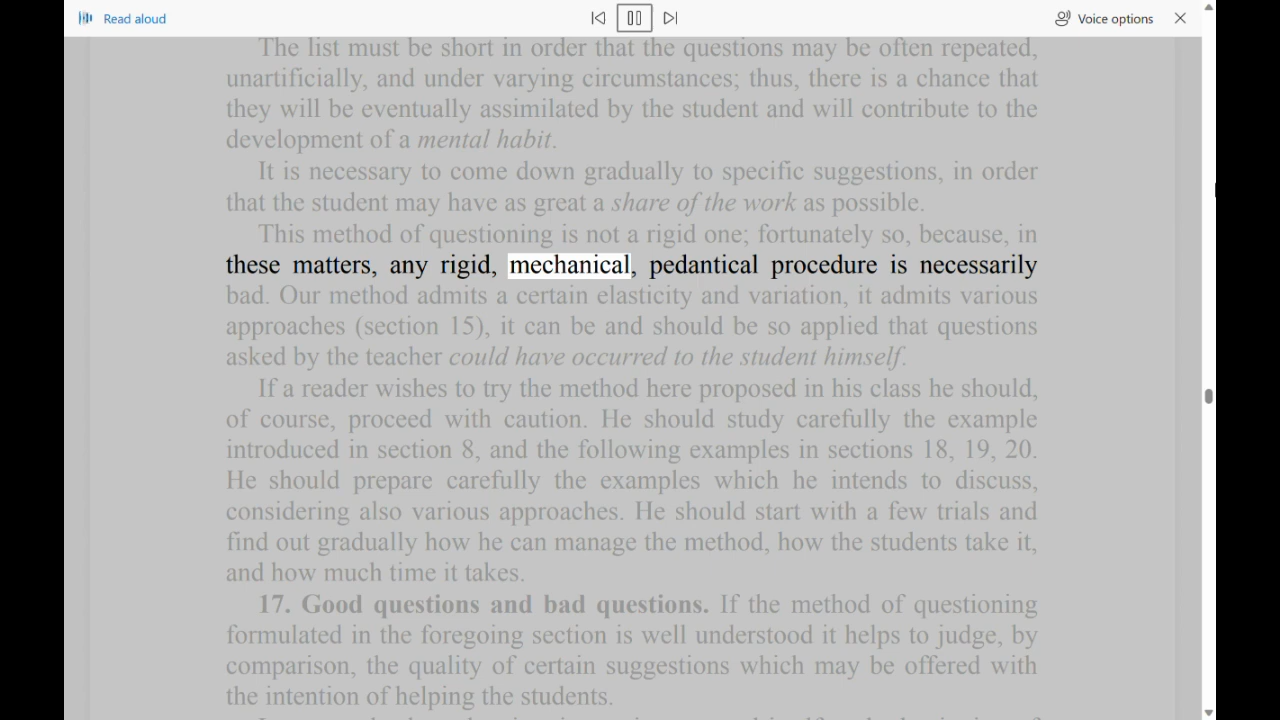 Read aloud
Voice options
The list must be short in order that the questions may be often repeated,
unartificially, and under varying circumstances; thus, there is a chance that
they will be eventually assimilated by the student and will contribute to the
development of a mental habit.
It is necessary to come down gradually to specific suggestions, in order
that the student may have as great a share of the work as possible.
This method of questioning is not a rigid one; fortunately so, because, in
these matters, any rigid, mechanical, pedantical procedure is necessarily
bad. Our method admits a certain elasticity and variation, it admits various
approaches (section 15), it can be and should be so applied that questions
asked by the teacher could have occurred to the student himself.
If a reader wishes to try the method here proposed in his class he should,
of course, proceed with caution. He should study carefully the example
introduced in section 8, and the following examples in sections 18, 19, 20.
He should prepare carefully the examples which he intends to discuss,
considering also various approaches. He should start with a few trials and
find out gradually how he can manage the method, how the students take it,
and how much time it takes.
17. Good questions and bad questions. If the method of questioning
formulated in the foregoing section is well understood it helps to judge, by
comparison, the quality of certain suggestions which may be offered with
the intention of helping the students.